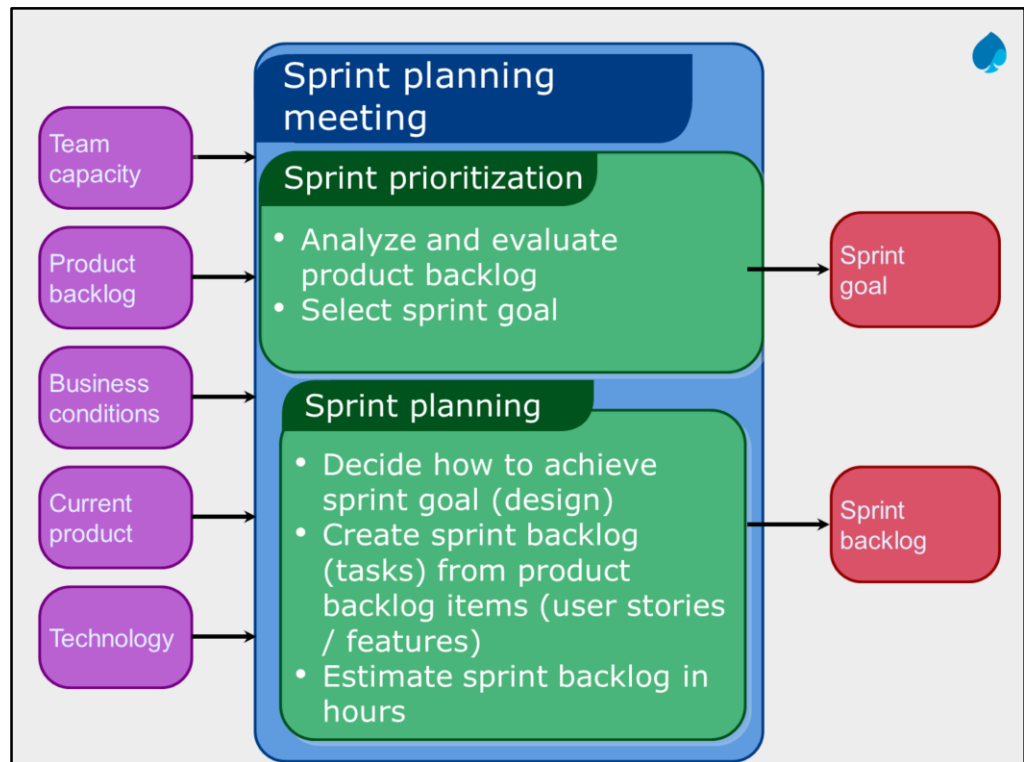 Sprint planning
meeting
Team
capacity
Product
backlog
Business
conditions
Current
product
Technology
Sprint prioritization
• Analyze and evaluate
product backlog
• Select sprint goal
Sprint planning
• Decide how to achieve
sprint goal (design)
• Create sprint backlog
(tasks) from product
backlog items (user stories
/ features)
• Estimate sprint backlog in
hours
Sprint
goal
Sprint
backlog